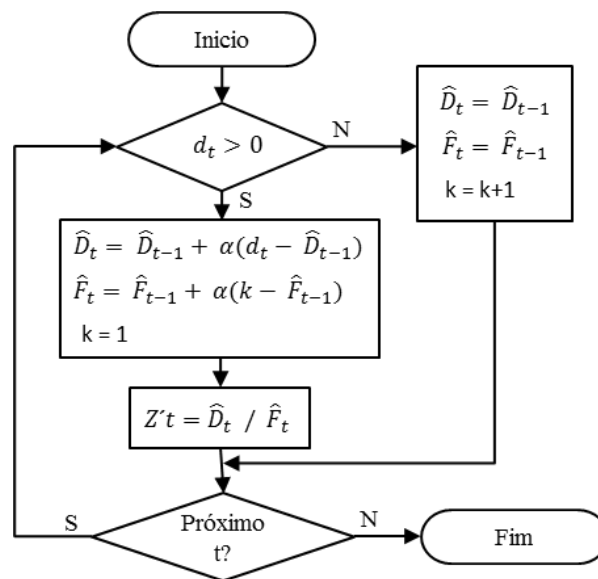 Inicio
d_t > 0
N
D̂_t = D̂_{t−1}
F̂_t = F̂_{t−1}
k = k+1
S
D̂_t = D̂_{t−1} + α(d_t − D̂_{t−1})
F̂_t = F̂_{t−1} + α(k − F̂_{t−1})
k = 1
Z´t = D̂_t / F̂_t
S
Próximo
t?
N
Fim